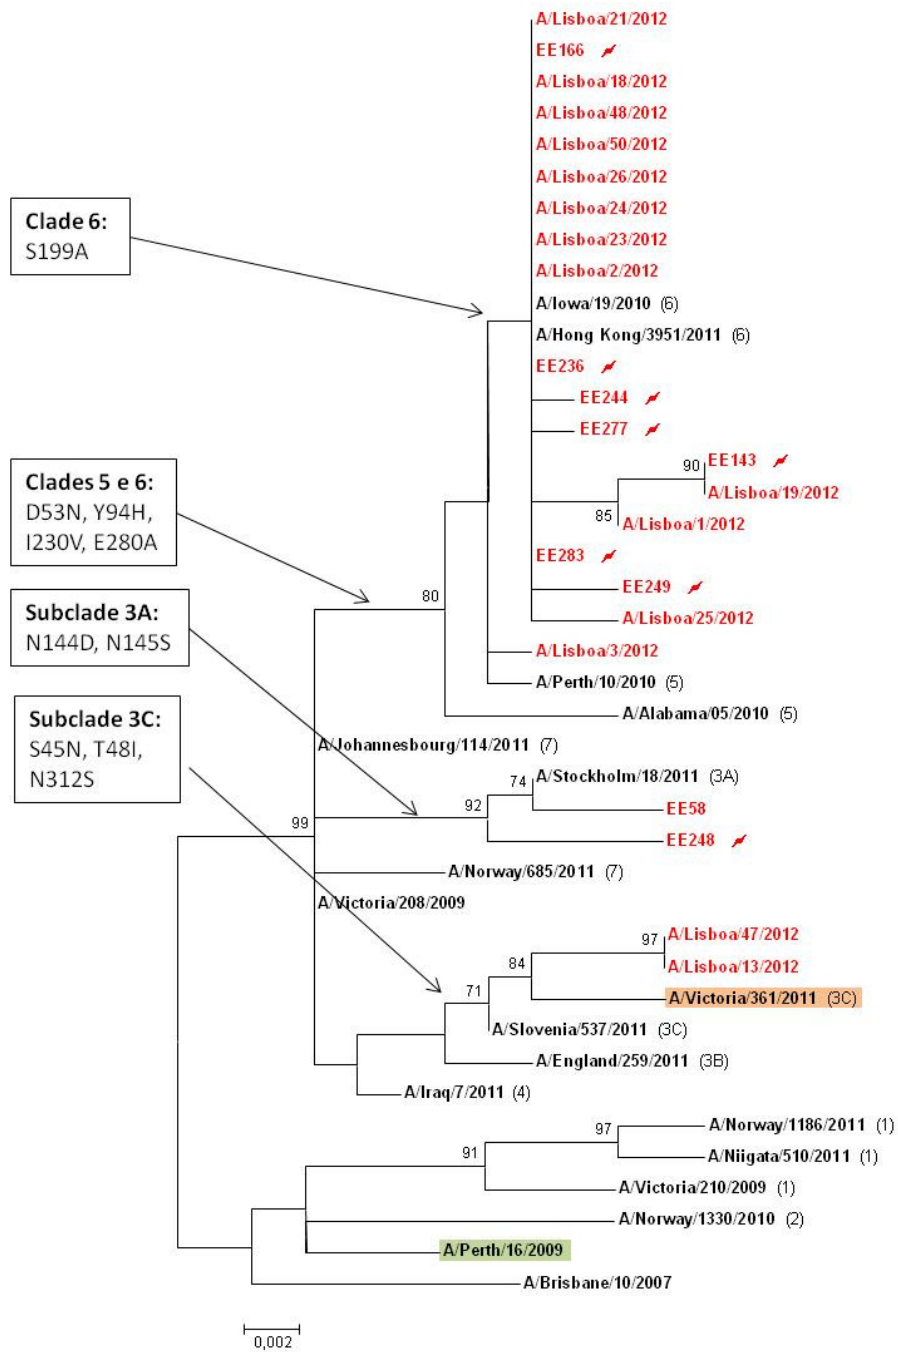 A/Lisboa/21/2012
EE166
A/Lisboa/18/2012
A/Lisboa/48/2012
A/Lisboa/50/2012
A/Lisboa/26/2012
A/Lisboa/24/2012
A/Lisboa/23/2012
A/Lisboa/2/2012
A/Iowa/19/2010 (6)
A/Hong Kong/3951/2011 (6)
EE236
EE244
EE277
90
EE143
A/Lisboa/19/2012
85
A/Lisboa/1/2012
EE283
EE249
A/Lisboa/25/2012
A/Lisboa/3/2012
A/Perth/10/2010 (5)
80
A/Alabama/05/2010 (5)
A/Johannesbourg/114/2011 (7)
74
A/Stockholm/18/2011 (3A)
92
EE58
EE248
99
A/Norway/685/2011 (7)
A/Victoria/208/2009
97
A/Lisboa/47/2012
A/Lisboa/13/2012
84
A/Victoria/361/2011 (3C)
71
A/Slovenia/537/2011 (3C)
A/England/259/2011 (3B)
A/Iraq/7/2011 (4)
97
A/Norway/1186/2011 (1)
A/Niigata/510/2011 (1)
91
A/Victoria/210/2009 (1)
A/Norway/1330/2010 (2)
A/Perth/16/2009
A/Brisbane/10/2007
0,002
Clade 6:
S199A
Clades 5 e 6:
D53N, Y94H,
I230V, E280A
Subclade 3A:
N144D, N145S
Subclade 3C:
S45N, T48I,
N312S